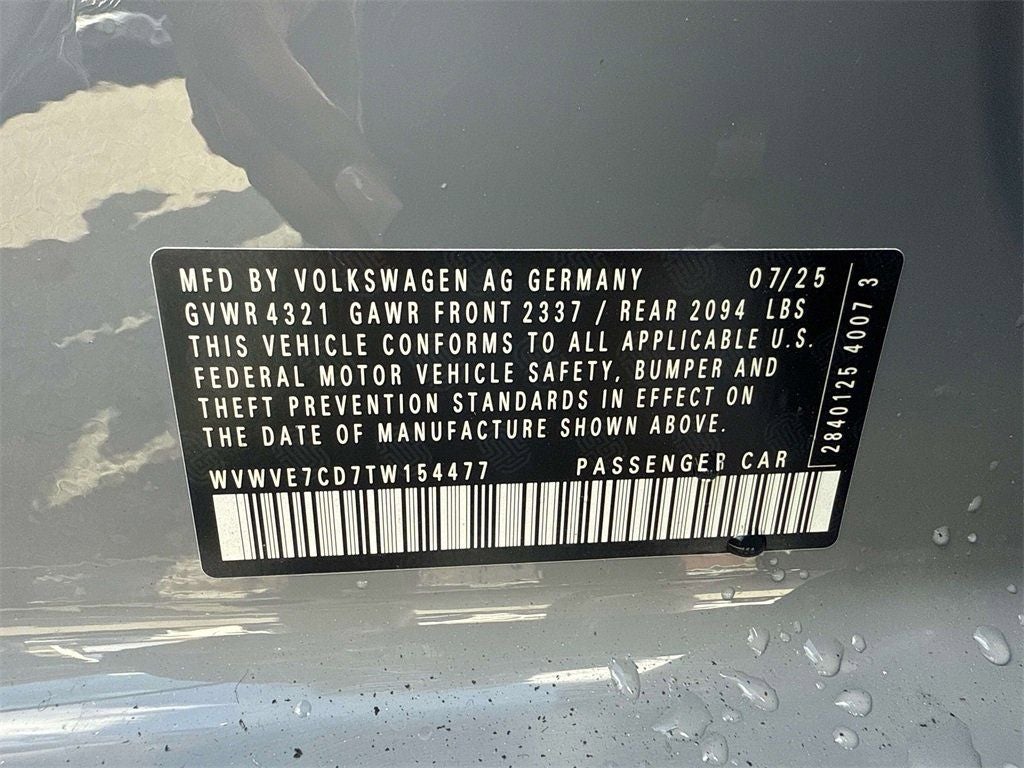 MFD BY VOLKSWAGEN AG GERMANY 07/25
GVWR 4321 GAWR FRONT 2337 / REAR 2094 LBS
THIS VEHICLE CONFORMS TO ALL APPLICABLE U.S.
FEDERAL MOTOR VEHICLE SAFETY, BUMPER AND
THEFT PREVENTION STANDARDS IN EFFECT ON
THE DATE OF MANUFACTURE SHOWN ABOVE.
WVWVE7CD7TW154477 PASSENGER CAR
2840125 4007 3